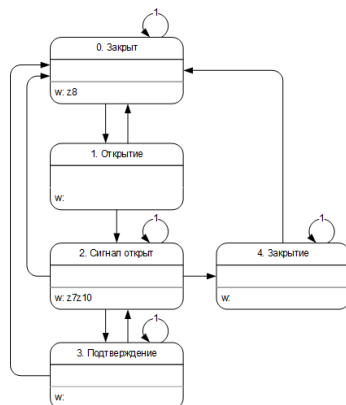 1
0. Закрыт
w: z8
1. Открытие
w:
1
1
2. Сигнал открыт
4. Закрытие
w: z7z10
w:
1
3. Подтверждение
w: